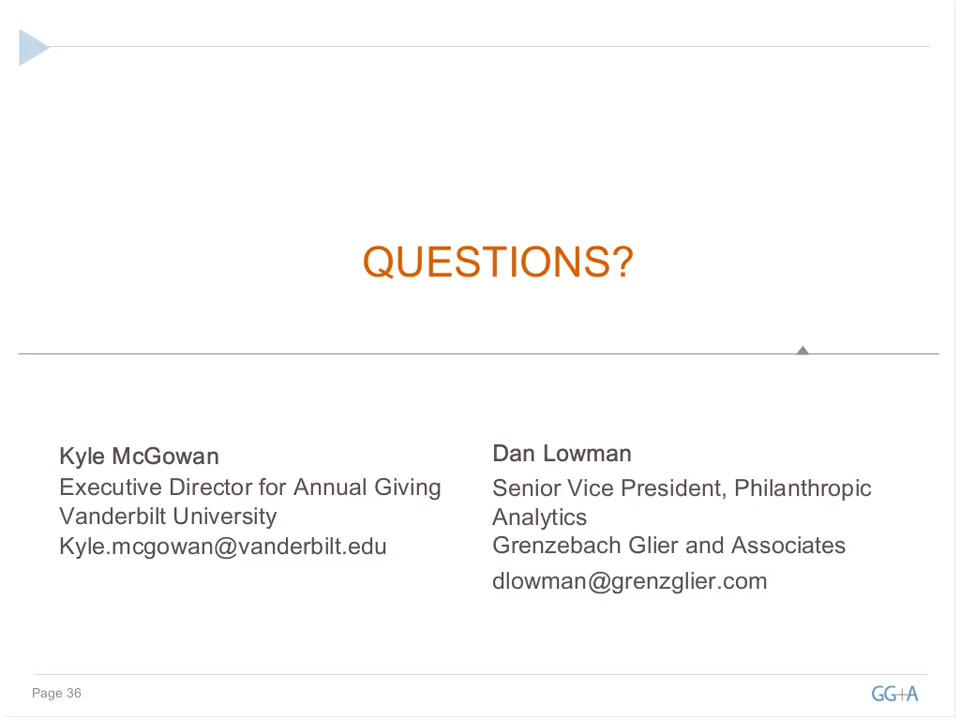 QUESTIONS?
Kyle McGowan
Executive Director for Annual Giving
Vanderbilt University
Kyle.mcgowan@vanderbilt.edu
Dan Lowman
Senior Vice President, Philanthropic
Analytics
Grenzebach Glier and Associates
dlowman@grenzglier.com
Page 36
GG+A